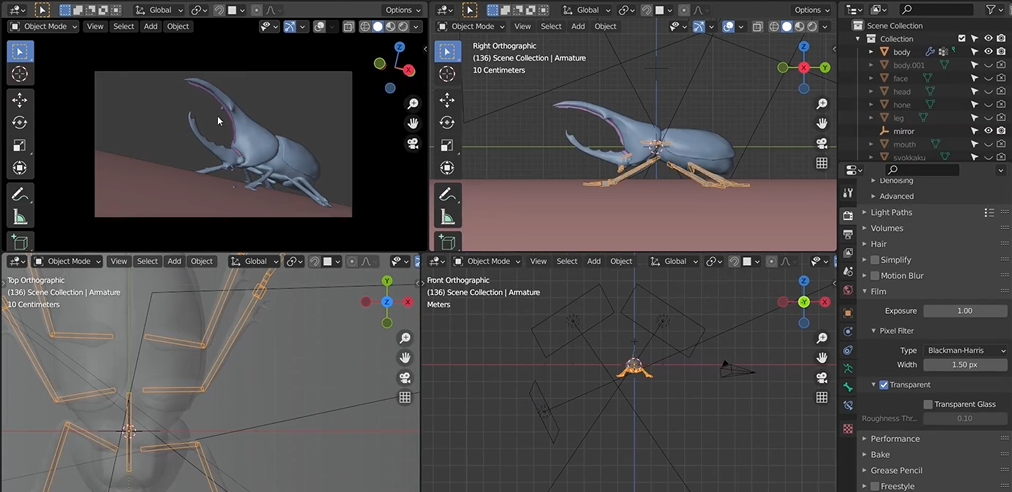 Global
Options
Object Mode
View
Select
Add
Object
Global
Options
Object Mode
View
Select
Add
Object
Right Orthographic
(136) Scene Collection | Armature
10 Centimeters
Z
X
Z
X
Y
Object Mode
View
Select
Add
Object
Global
Top Orthographic
(136) Scene Collection | Armature
10 Centimeters
Y
Z
X
Object Mode
View
Select
Add
Object
Global
Front Orthographic
(136) Scene Collection | Armature
Meters
Z
Y
X
Scene Collection
Collection
body
body.001
face
head
hone
leg
mirror
mouth
Denoising
Advanced
Light Paths
Volumes
Hair
Simplify
Motion Blur
Film
Exposure
1.00
Pixel Filter
Type
Blackman-Harris
Width
1.50 px
Transparent
Transparent Glass
Roughness Thr...
0.10
Performance
Bake
Grease Pencil
Freestyle